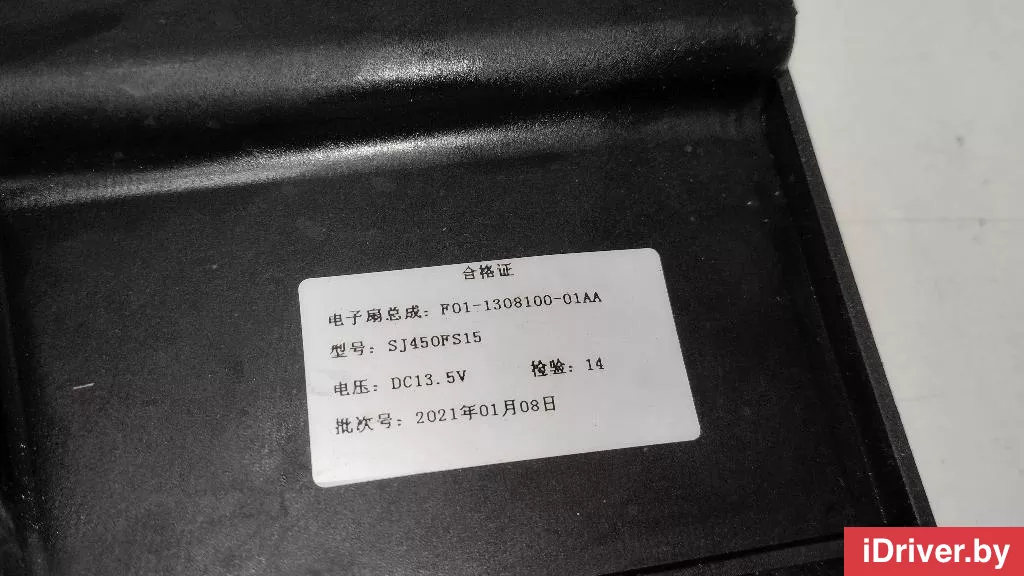 合格证
电子扇总成: F01-1308100-01AA
型号: SJ450FS15
电压: DC13.5V 检验: 14
批次号: 2021年01月08日
iDriver.by